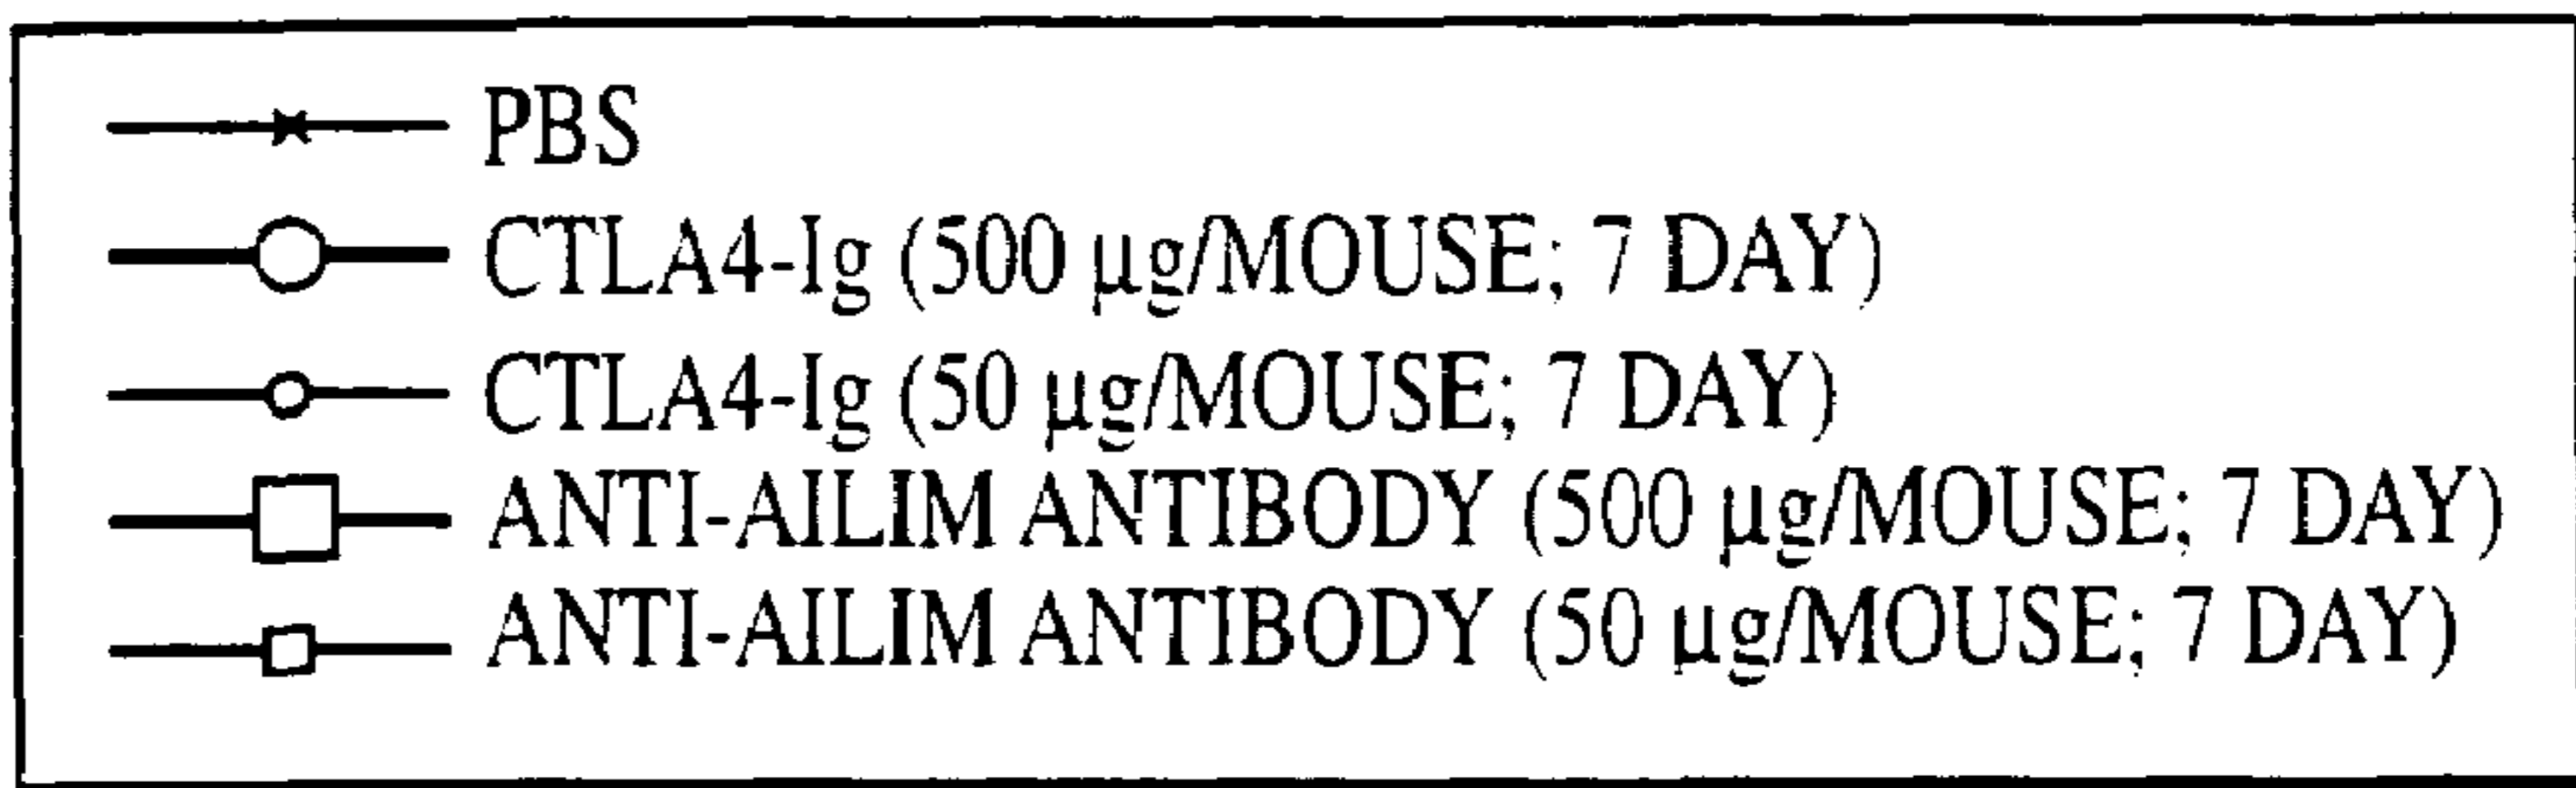 PBS
CTLA4-Ig (500 μg/MOUSE; 7 DAY)
CTLA4-Ig (50 μg/MOUSE; 7 DAY)
ANTI-AILIM ANTIBODY (500 μg/MOUSE; 7 DAY)
ANTI-AILIM ANTIBODY (50 μg/MOUSE; 7 DAY)